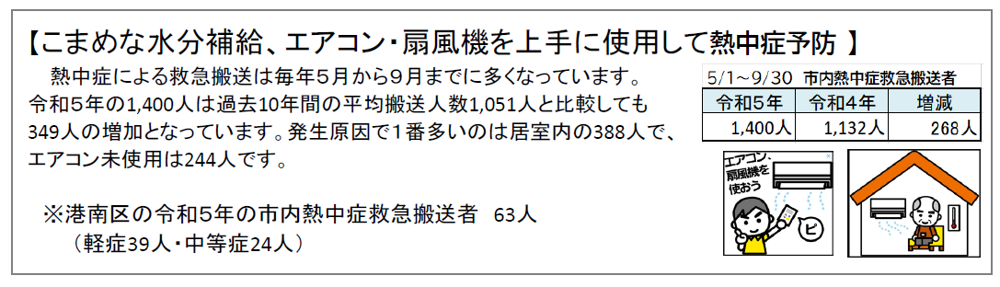 【こまめな水分補給、エアコン・扇風機を上手に使用して熱中症予防 】
熱中症による救急搬送は毎年５月から９月までに多くなっています。
令和５年の1,400人は過去10年間の平均搬送人数1,051人と比較しても
349人の増加となっています。発生原因で１番多いのは居室内の388人で、
エアコン未使用は244人です。
※港南区の令和５年の市内熱中症救急搬送者 63人
（軽症39人・中等症24人）
5/1～9/30 市内熱中症救急搬送者
令和５年 令和４年 増減
1,400人 1,132人 268人
エアコン、
扇風機を
使おう
ピ